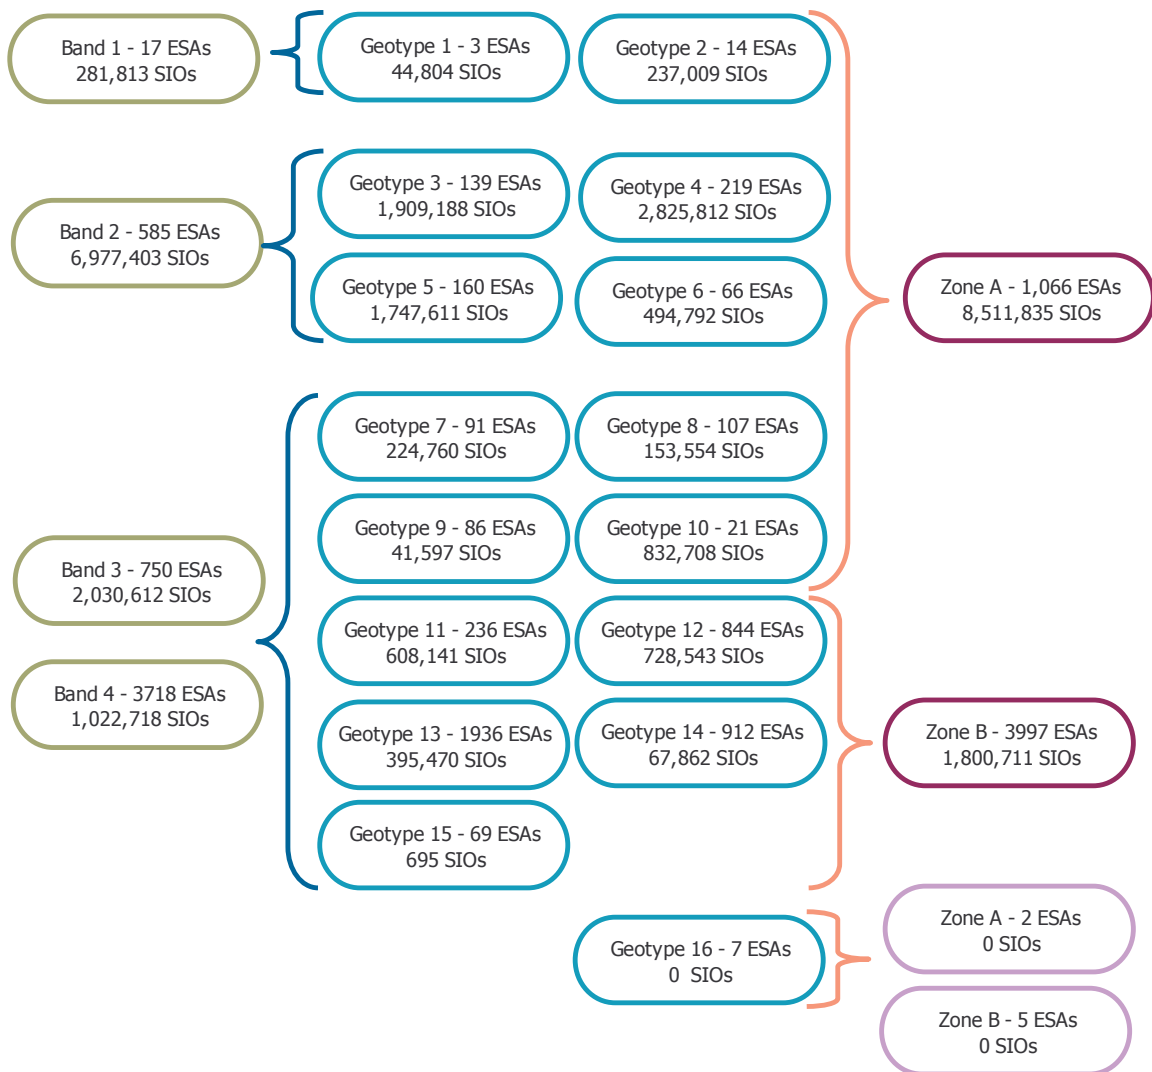 Band 1 - 17 ESAs
281,813 SIOs
Geotype 1 - 3 ESAs
44,804 SIOs
Geotype 2 - 14 ESAs
237,009 SIOs
Band 2 - 585 ESAs
6,977,403 SIOs
Geotype 3 - 139 ESAs
1,909,188 SIOs
Geotype 4 - 219 ESAs
2,825,812 SIOs
Geotype 5 - 160 ESAs
1,747,611 SIOs
Geotype 6 - 66 ESAs
494,792 SIOs
Zone A - 1,066 ESAs
8,511,835 SIOs
Band 3 - 750 ESAs
2,030,612 SIOs
Band 4 - 3718 ESAs
1,022,718 SIOs
Geotype 7 - 91 ESAs
224,760 SIOs
Geotype 8 - 107 ESAs
153,554 SIOs
Geotype 9 - 86 ESAs
41,597 SIOs
Geotype 10 - 21 ESAs
832,708 SIOs
Geotype 11 - 236 ESAs
608,141 SIOs
Geotype 12 - 844 ESAs
728,543 SIOs
Geotype 13 - 1936 ESAs
395,470 SIOs
Geotype 14 - 912 ESAs
67,862 SIOs
Geotype 15 - 69 ESAs
695 SIOs
Zone B - 3997 ESAs
1,800,711 SIOs
Geotype 16 - 7 ESAs
0 SIOs
Zone A - 2 ESAs
0 SIOs
Zone B - 5 ESAs
0 SIOs